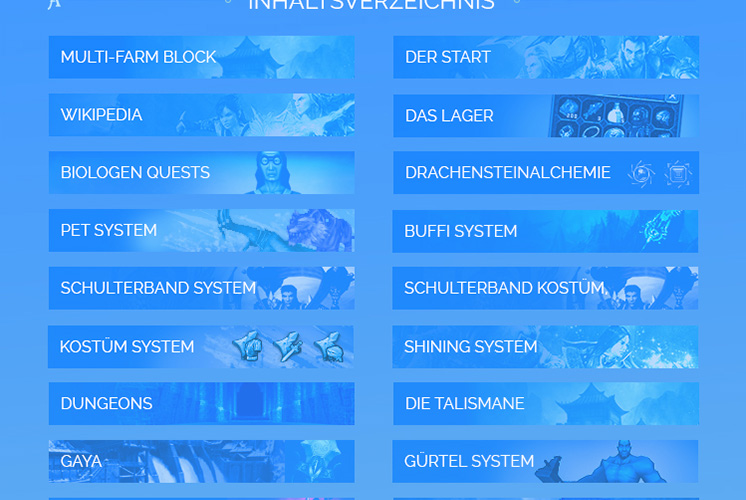 INHALTSVERZEICHNIS
MULTI-FARM BLOCK
DER START
WIKIPEDIA
DAS LAGER
BIOLOGEN QUESTS
DRACHENSTEINALCHEMIE
PET SYSTEM
BUFFI SYSTEM
SCHULTERBAND SYSTEM
SCHULTERBAND KOSTÜM
KOSTÜM SYSTEM
SHINING SYSTEM
DUNGEONS
DIE TALISMANE
GAYA
GÜRTEL SYSTEM